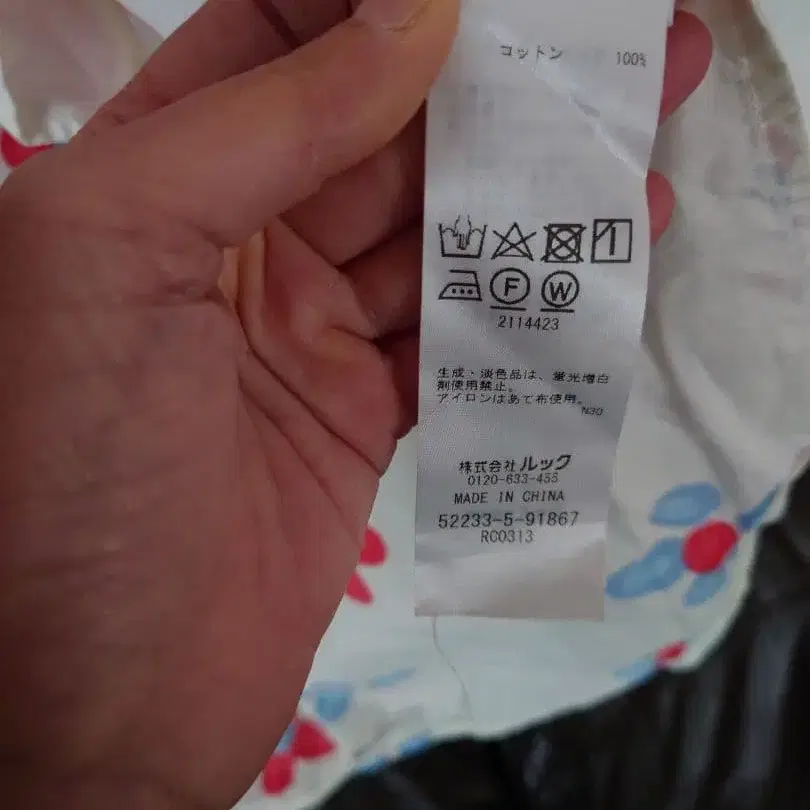 コットン 100%
F W
2114423
生成・淡色品は、蛍光増白
剤使用禁止。
アイロンはあて布使用。
N30
株式会社 ルック
0120-633-455
MADE IN CHINA
52233-5-91867
RC0313